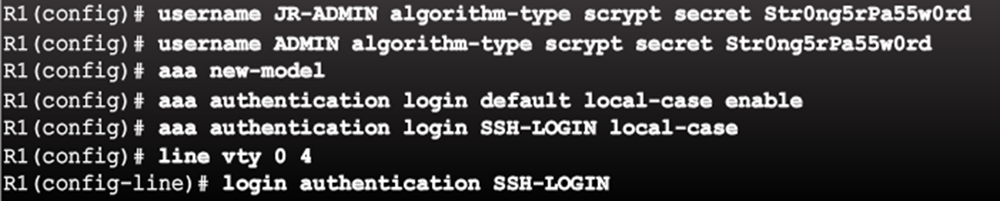 R1(config)# username JR-ADMIN algorithm-type scrypt secret Str0ng5rPa55w0rd
R1(config)# username ADMIN algorithm-type scrypt secret Str0ng5rPa55w0rd
R1(config)# aaa new-model
R1(config)# aaa authentication login default local-case enable
R1(config)# aaa authentication login SSH-LOGIN local-case
R1(config)# line vty 0 4
R1(config-line)# login authentication SSH-LOGIN